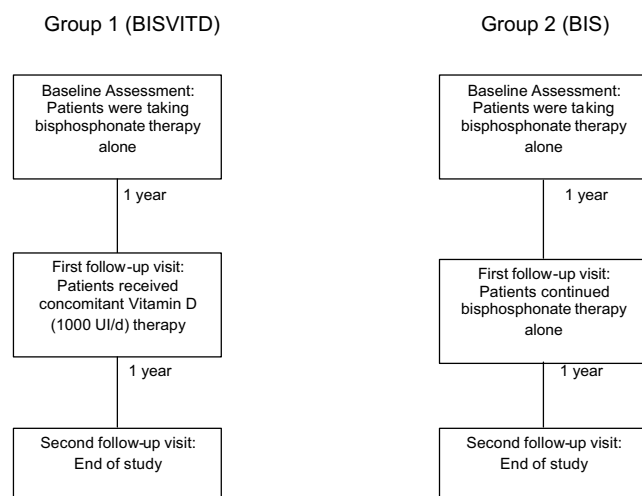 Group 1 (BISVITD)
Baseline Assessment:
Patients were taking
bisphosphonate therapy
alone
1 year
First follow-up visit:
Patients received
concomitant Vitamin D
(1000 UI/d) therapy
1 year
Second follow-up visit:
End of study
Group 2 (BIS)
Baseline Assessment:
Patients were taking
bisphosphonate therapy
alone
1 year
First follow-up visit:
Patients continued
bisphosphonate therapy
alone
1 year
Second follow-up visit:
End of study